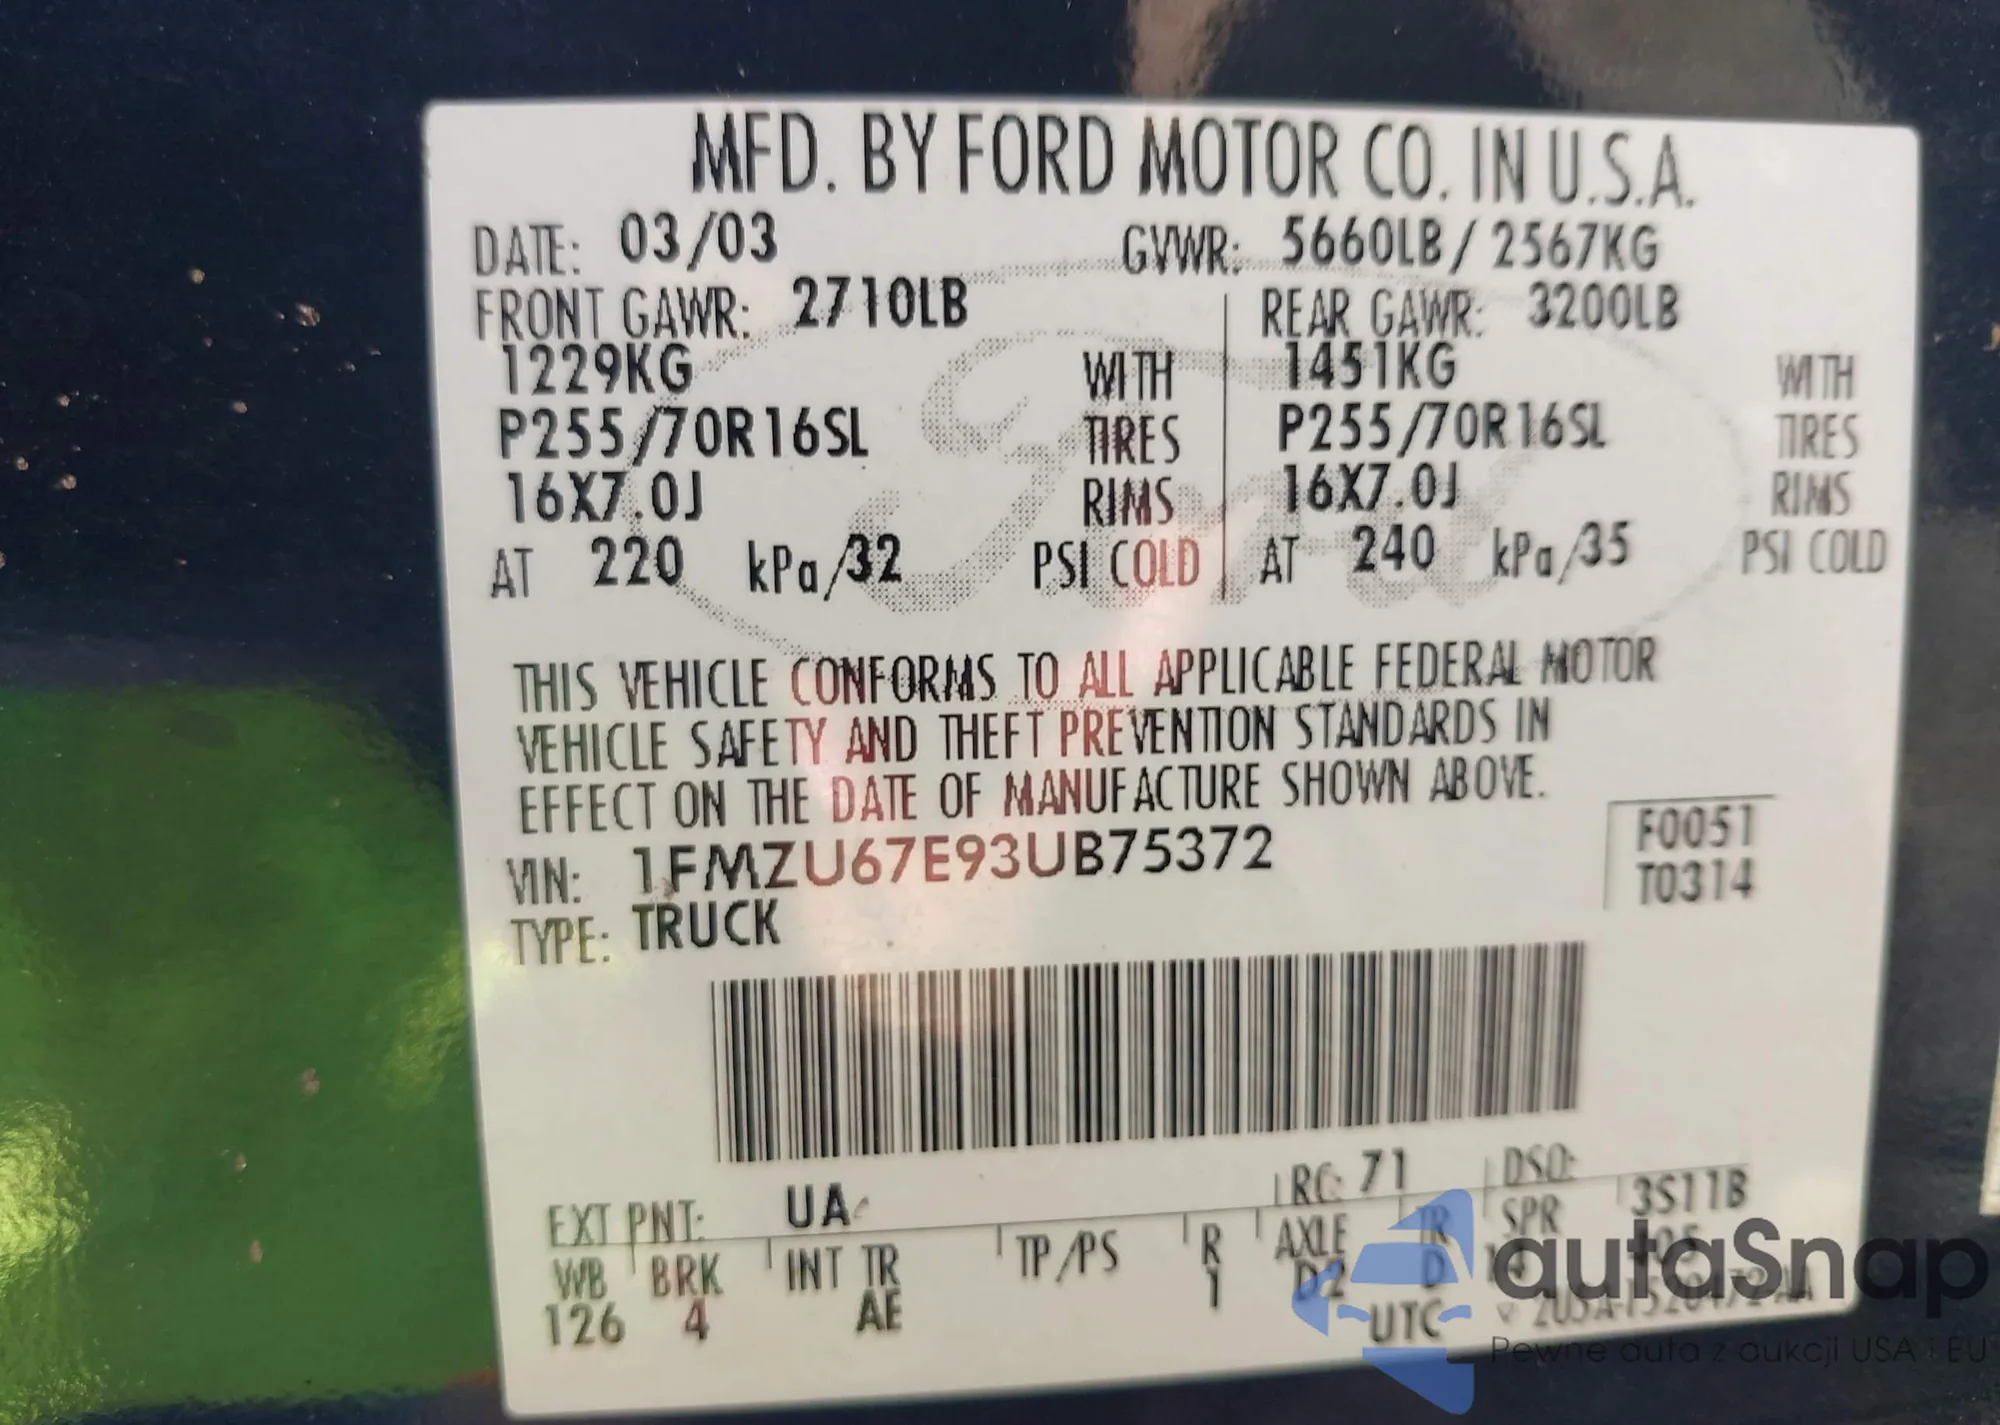 MFD. BY FORD MOTOR CO. IN U.S.A.
DATE: 03/03 GVWR: 5660LB/2567KG
FRONT GAWR: 2710LB REAR GAWR: 3200LB
1229KG WITH 1451KG WITH
P255/70R16SL TIRES P255/70R16SL TIRES
16X7.0J RIMS 16X7.0J RIMS
AT 220 kPa/32 PSI COLD AT 240 kPa/35 PSI COLD
THIS VEHICLE CONFORMS TO ALL APPLICABLE FEDERAL MOTOR
VEHICLE SAFETY AND THEFT PREVENTION STANDARDS IN
EFFECT ON THE DATE OF MANUFACTURE SHOWN ABOVE.
F0051
VIN: 1FMZU67E93UB75372
T0314
TYPE: TRUCK
EXT PNT: UA RC: 71 DSO:
WB BRK INT TR TP/PS R AXLE TR SPR 3S11B
126 4 AE 1 D2 D
UTC
autaSnap
Pewne auta z aukcji USA i EU